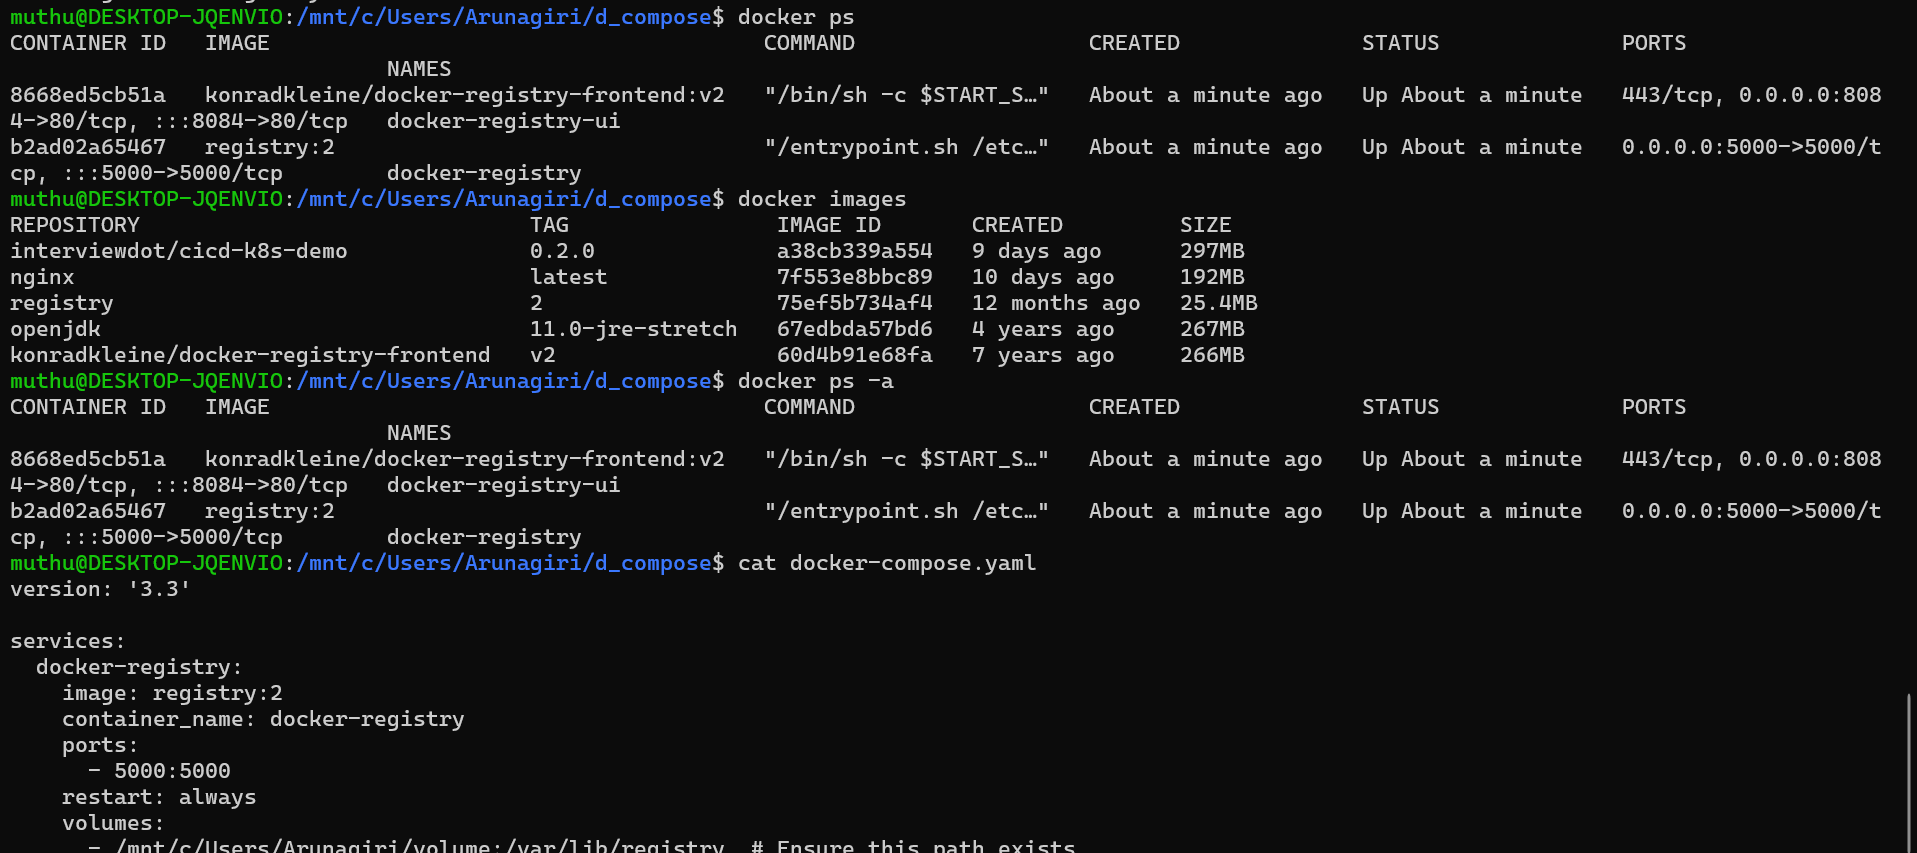 muthu@DESKTOP-JQENVIO:/mnt/c/Users/Arunagiri/d_compose$ docker ps
CONTAINER ID   IMAGE                                      COMMAND                  CREATED              STATUS              PORTS
                             NAMES
8668ed5cb51a   konradkleine/docker-registry-frontend:v2   "/bin/sh -c $START_S…"   About a minute ago   Up About a minute   443/tcp, 0.0.0.0:808
4->80/tcp, :::8084->80/tcp   docker-registry-ui
b2ad02a65467   registry:2                                 "/entrypoint.sh /etc…"   About a minute ago   Up About a minute   0.0.0.0:5000->5000/t
cp, :::5000->5000/tcp        docker-registry
muthu@DESKTOP-JQENVIO:/mnt/c/Users/Arunagiri/d_compose$ docker images
REPOSITORY                              TAG                IMAGE ID       CREATED         SIZE
interviewdot/cicd-k8s-demo              0.2.0              a38cb339a554   9 days ago      297MB
nginx                                   latest             7f553e8bbc89   10 days ago     192MB
registry                                2                  75ef5b734af4   12 months ago   25.4MB
openjdk                                 11.0-jre-stretch   67edbda57bd6   4 years ago     267MB
konradkleine/docker-registry-frontend   v2                 60d4b91e68fa   7 years ago     266MB
muthu@DESKTOP-JQENVIO:/mnt/c/Users/Arunagiri/d_compose$ docker ps -a
CONTAINER ID   IMAGE                                      COMMAND                  CREATED              STATUS              PORTS
                             NAMES
8668ed5cb51a   konradkleine/docker-registry-frontend:v2   "/bin/sh -c $START_S…"   About a minute ago   Up About a minute   443/tcp, 0.0.0.0:808
4->80/tcp, :::8084->80/tcp   docker-registry-ui
b2ad02a65467   registry:2                                 "/entrypoint.sh /etc…"   About a minute ago   Up About a minute   0.0.0.0:5000->5000/t
cp, :::5000->5000/tcp        docker-registry
muthu@DESKTOP-JQENVIO:/mnt/c/Users/Arunagiri/d_compose$ cat docker-compose.yaml
version: '3.3'

services:
  docker-registry:
    image: registry:2
    container_name: docker-registry
    ports:
      - 5000:5000
    restart: always
    volumes:
      - /mnt/c/Users/Arunagiri/volume:/var/lib/registry  # Ensure this path exists